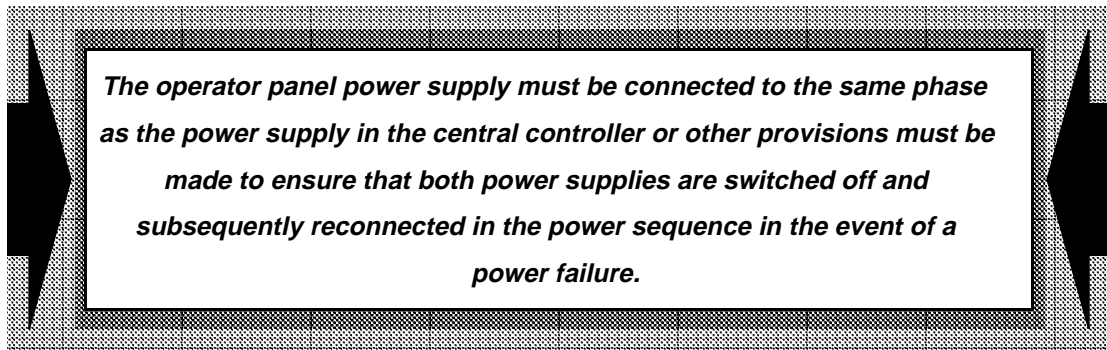 The operator panel power supply must be connected to the same phase
as the power supply in the central controller or other provisions must be
made to ensure that both power supplies are switched off and
subsequently reconnected in the power sequence in the event of a
power failure.